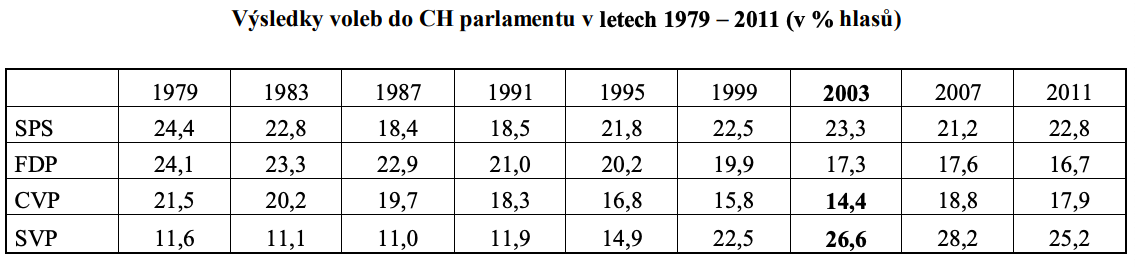 Výsledky voleb do CH parlamentu v letech 1979 – 2011 (v % hlasů)
1979 1983 1987 1991 1995 1999 2003 2007 2011
SPS 24,4 22,8 18,4 18,5 21,8 22,5 23,3 21,2 22,8
FDP 24,1 23,3 22,9 21,0 20,2 19,9 17,3 17,6 16,7
CVP 21,5 20,2 19,7 18,3 16,8 15,8 14,4 18,8 17,9
SVP 11,6 11,1 11,0 11,9 14,9 22,5 26,6 28,2 25,2